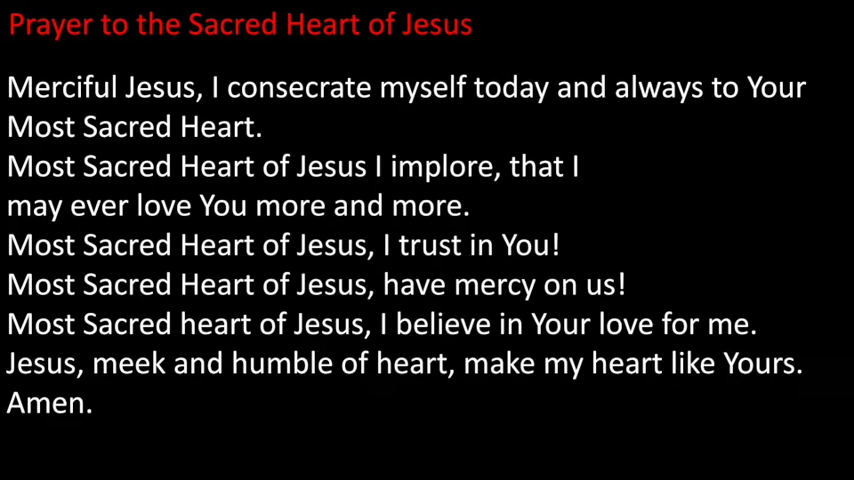 Prayer to the Sacred Heart of Jesus
Merciful Jesus, I consecrate myself today and always to Your
Most Sacred Heart.
Most Sacred Heart of Jesus I implore, that I
may ever love You more and more.
Most Sacred Heart of Jesus, I trust in You!
Most Sacred Heart of Jesus, have mercy on us!
Most Sacred heart of Jesus, I believe in Your love for me.
Jesus, meek and humble of heart, make my heart like Yours.
Amen.